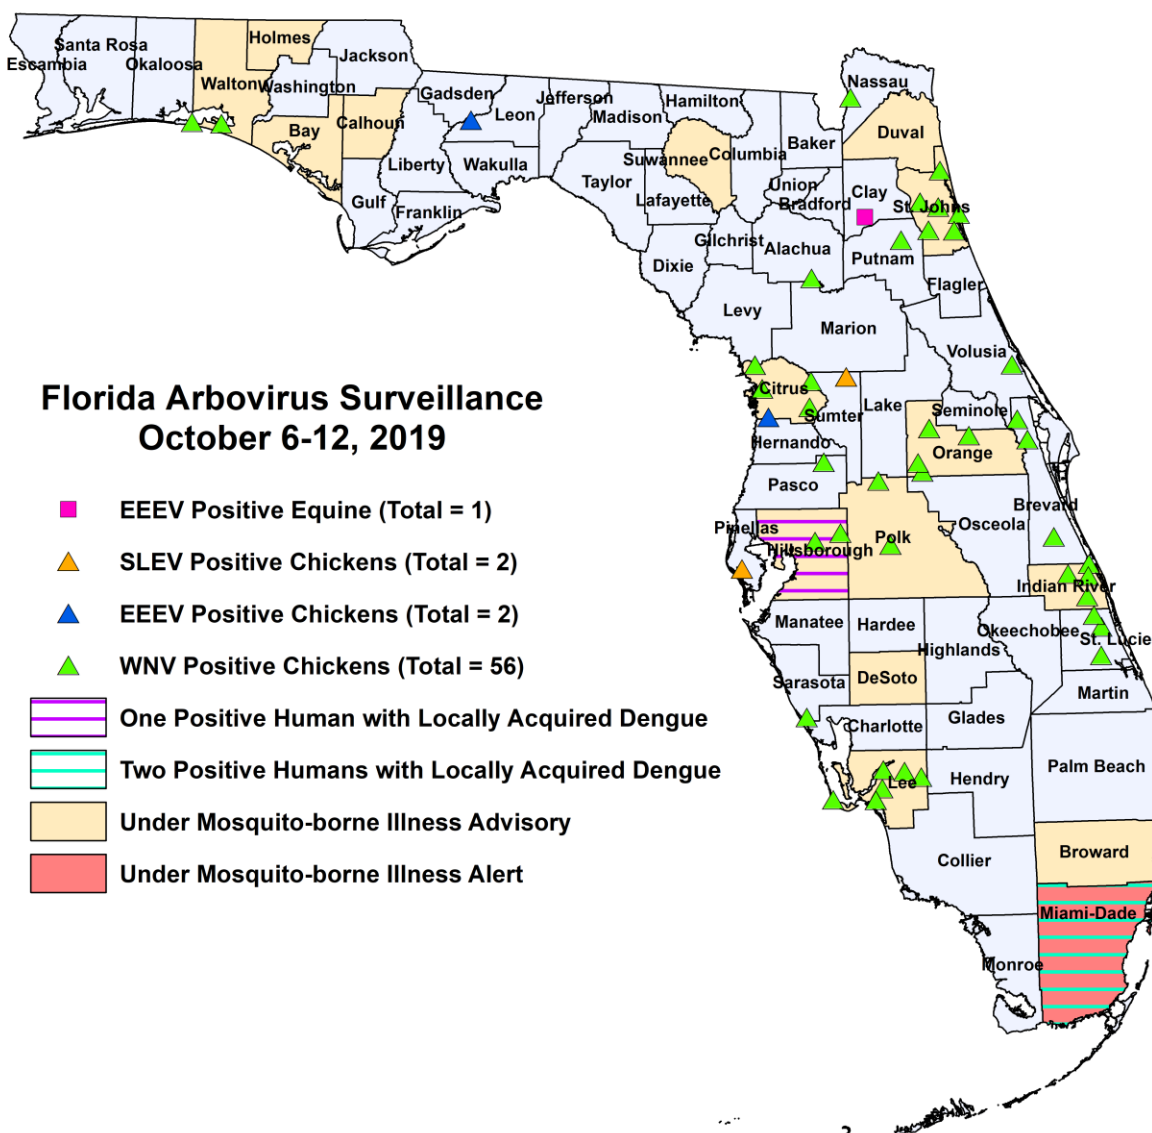 Holmes
Santa Rosa
Jackson
Escambia
Okaloosa
Walton
Washington
Nassau
Gadsden
Jefferson
Hamilton
Leon
Madison
Calhoun
Bay
Duval
Baker
Suwannee
Columbia
Liberty
Wakulla
Taylor
Union
Clay
Lafayette
Bradford
Gulf
Franklin
St. Johns
Gilchrist
Alachua
Dixie
Putnam
Flagler
Levy
Marion
Volusia
Florida Arbovirus Surveillance
October 6-12, 2019
Citrus
Sumter
Lake
Seminole
Hernando
Orange
Pasco
Brevard
EEEV Positive Equine (Total = 1)
Pinellas
Osceola
Polk
Hillsborough
SLEV Positive Chickens (Total = 2)
Indian River
EEEV Positive Chickens (Total = 2)
Manatee
Hardee
Okeechobee
St. Lucie
Highlands
WNV Positive Chickens (Total = 56)
Sarasota
DeSoto
Martin
One Positive Human with Locally Acquired Dengue
Charlotte
Glades
Two Positive Humans with Locally Acquired Dengue
Lee
Hendry
Palm Beach
Under Mosquito-borne Illness Advisory
Broward
Collier
Under Mosquito-borne Illness Alert
Miami-Dade
Monroe